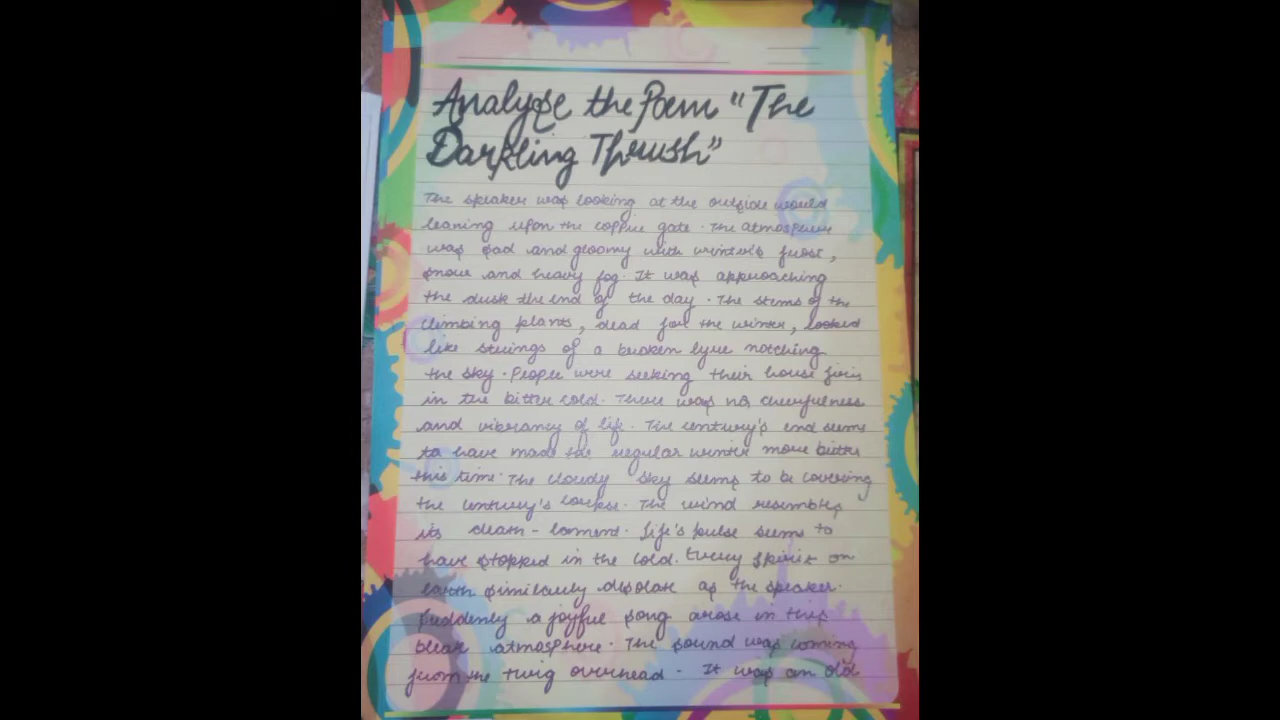 Analyse the Poem "The
Darkling Thrush"
The speaker was looking at the outside would
leaning upon the coppice gate. The atmosphere
was sad and gloomy with winter's frost,
snow and heavy fog. It was approaching
the dusk the end of the day. The stems of the
climbing plants, dead for the winter, looked
like strings of a broken lyre notching
the sky. People were seeking their house fires
in the bitter cold. There was no cheerfulness
and vibrancy of life. The century's end seems
to have made the regular winter more bitter
this time. The cloudy sky seems to be covering
the century's corpse. The wind resembles
its death-lament. Life's pulse seems to
have stopped in the cold. Every spirit on
earth similarly desolate as the speaker.
Suddenly a joyful song arose in this
bleak atmosphere. The sound was coming
from the twig overhead. It was an old